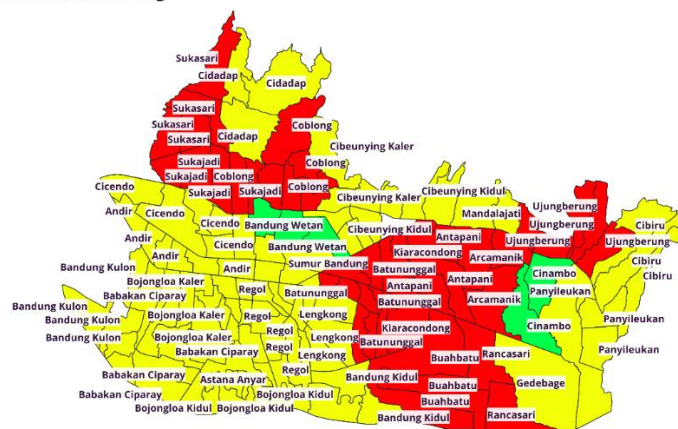 Sukasari
Cidadap
Cidadap
Sukasari
Sukasari
Coblong
Sukasari
Cidadap
Cibeunying Kaler
Sukajadi
Coblong
Sukajadi
Coblong
Cicendo
Sukajadi
Sukajadi
Coblong
Cibeunying Kaler
Cibeunying Kidul
Andir
Cicendo
Mandalajati
Ujungberung
Ujungberung
Cibiru
Cicendo
Bandung Wetan
Cibeunying Kidul
Antapani
Andir
Cicendo
Bandung Wetan
Kiaracondong
Ujungberung
Ujungberung
Andir
Sumur Bandung
Arcamanik
Cibiru
Bandung Kulon
Andir
Batununggal
Antapani
Cinambo
Cibiru
Bojongloa Kaler
Regol
Batununggal
Antapani
Panyileukan
Babakan Ciparay
Batununggal
Arcamanik
Bandung Kulon
Bojongloa Kaler
Regol
Lengkong
Panyileukan
Bandung Kulon
Kiaracondong
Cinambo
Bandung Kulon
Bojongloa Kaler
Regol
Lengkong
Batununggal
Babakan Ciparay
Regol
Lengkong
Buahbatu
Rancasari
Panyileukan
Regol
Babakan Ciparay
Astana Anyar
Bandung Kidul
Buahbatu
Gedebage
Babakan Ciparay
Bojongloa Kidul
Buahbatu
Bojongloa Kidul
Bojongloa Kidul
Bandung Kidul
Rancasari